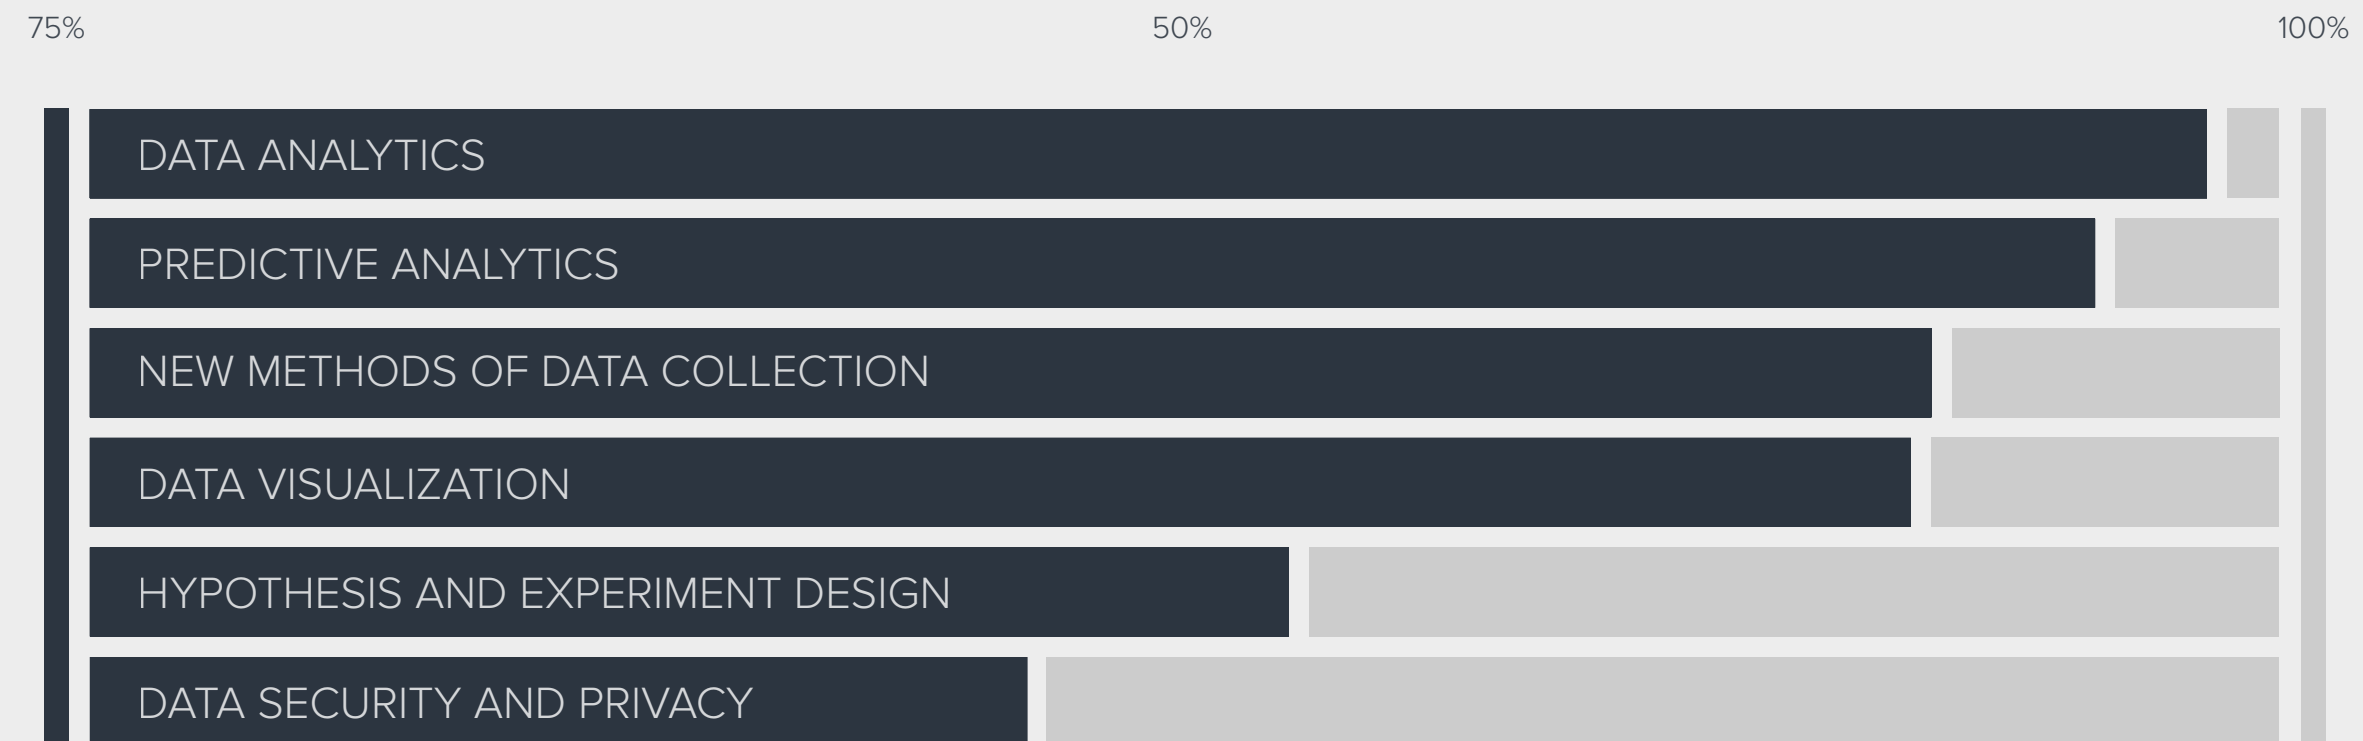 75% 50% 100%
DATA ANALYTICS
PREDICTIVE ANALYTICS
NEW METHODS OF DATA COLLECTION
DATA VISUALIZATION
HYPOTHESIS AND EXPERIMENT DESIGN
DATA SECURITY AND PRIVACY